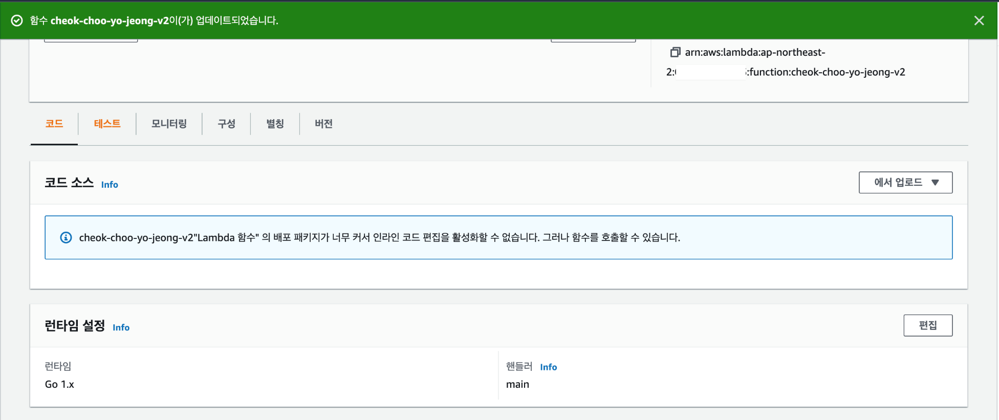 함수 cheok-choo-yo-jeong-v2이(가) 업데이트되었습니다.
arn:aws:lambda:ap-northeast-
2: :function:cheok-choo-yo-jeong-v2
코드
테스트
모니터링
구성
별칭
버전
코드 소스 Info
에서 업로드
cheok-choo-yo-jeong-v2"Lambda 함수" 의 배포 패키지가 너무 커서 인라인 코드 편집을 활성화할 수 없습니다. 그러나 함수를 호출할 수 있습니다.
런타임 설정 Info
편집
런타임
Go 1.x
핸들러 Info
main